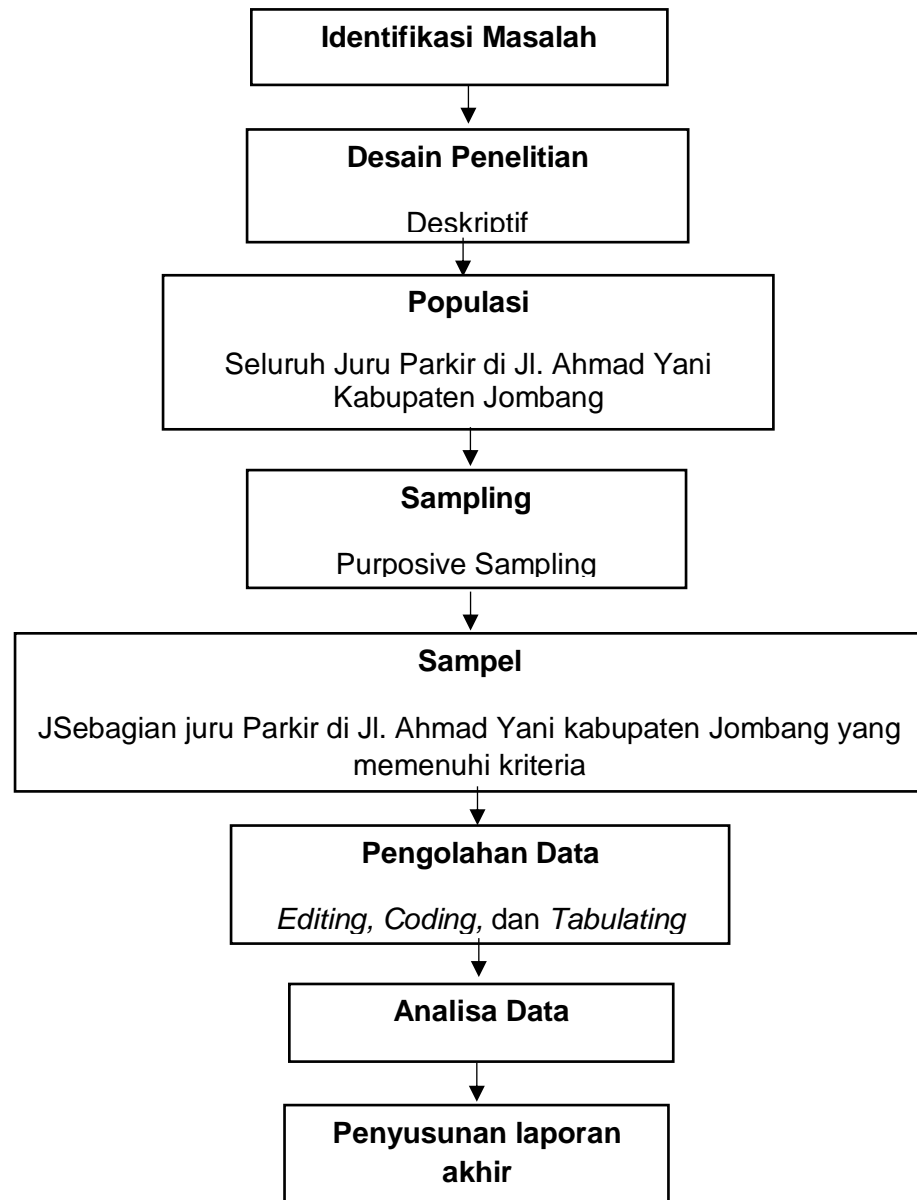 Identifikasi Masalah
Desain Penelitian
Deskriptif
Populasi
Seluruh Juru Parkir di Jl. Ahmad Yani
Kabupaten Jombang
Sampling
Purposive Sampling
Sampel
JSebagian juru Parkir di Jl. Ahmad Yani kabupaten Jombang yang
memenuhi kriteria
Pengolahan Data
Editing, Coding, dan Tabulating
Analisa Data
Penyusunan laporan
akhir